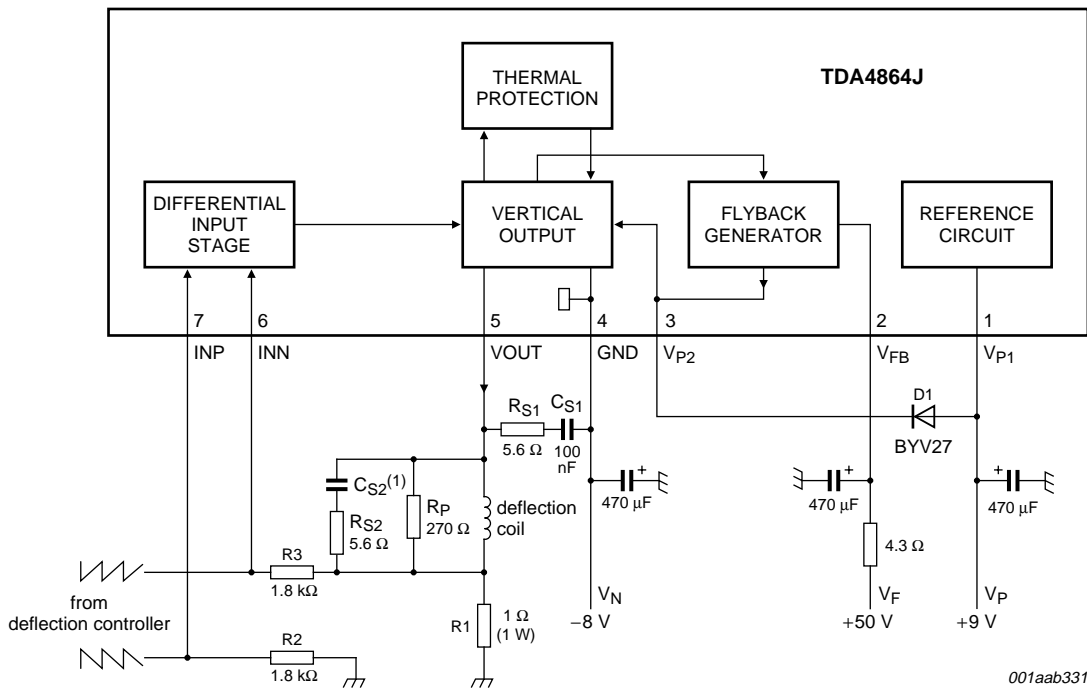 TDA4864J
THERMAL
PROTECTION
DIFFERENTIAL
INPUT
STAGE
VERTICAL
OUTPUT
FLYBACK
GENERATOR
REFERENCE
CIRCUIT
7
6
5
4
3
2
1
INP
INN
VOUT
GND
VP2
VFB
VP1
D1
BYV27
RS1
5.6 Ω
CS1
100
nF
CS2(1)
RS2
5.6 Ω
RP
270 Ω
deflection
coil
+
470 µF
+
470 µF
+
470 µF
4.3 Ω
R3
1.8 kΩ
from
deflection controller
R2
1.8 kΩ
R1
1 Ω
(1 W)
VN
−8 V
VF
+50 V
VP
+9 V
001aab331